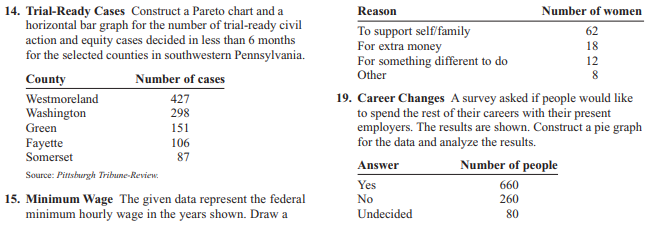 14. Trial-Ready Cases Construct a Pareto chart and a
horizontal bar graph for the number of trial-ready civil
action and equity cases decided in less than 6 months
for the selected counties in southwestern Pennsylvania.
County Number of cases
Westmoreland 427
Washington 298
Green 151
Fayette 106
Somerset 87
Source: Pittsburgh Tribune-Review.
15. Minimum Wage The given data represent the federal
minimum hourly wage in the years shown. Draw a
Reason Number of women
To support self/family 62
For extra money 18
For something different to do 12
Other 8
19. Career Changes A survey asked if people would like
to spend the rest of their careers with their present
employers. The results are shown. Construct a pie graph
for the data and analyze the results.
Answer Number of people
Yes 660
No 260
Undecided 80